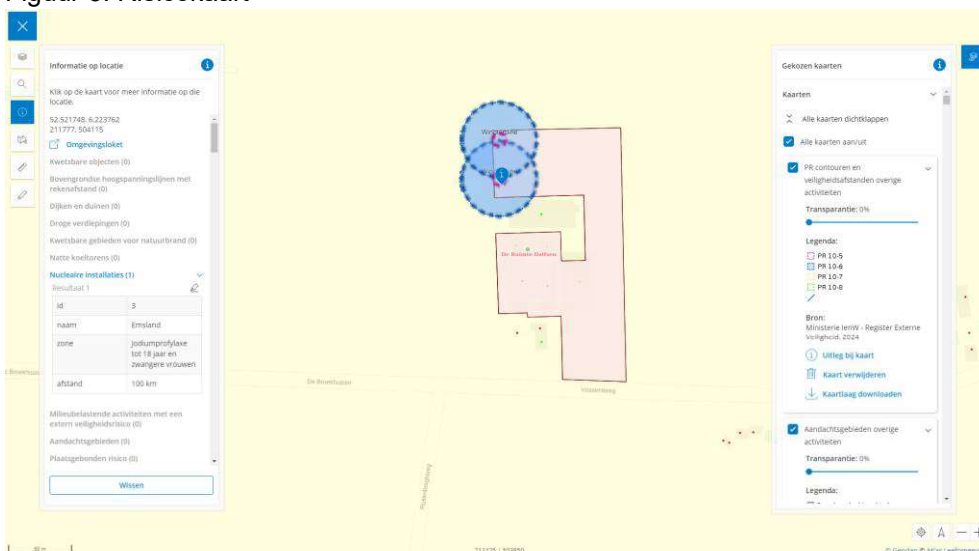 Informatie op locatie
Klik op de kaart voor meer informatie op die
locatie.
52.521748, 6.223762
211777, 504115
Omgevingsloket
Kwetsbare objecten (0)
Bovengrondse hoogspanningslijnen met
rekenafstand (0)
Dijken en duinen (0)
Droge verdiepingen (0)
Kwetsbare gebieden voor natuurbrand (0)
Natte koeltorens (0)
Nucleaire installaties (1)
Resultaat 1
id 3
naam Emsland
zone Jodiumprofylaxe
tot 18 jaar en
zwangere vrouwen
afstand 100 km
Milieubelastende activiteiten met een
extern veiligheidsrisico (0)
Aandachtsgebieden (0)
Plaatsgebonden risico (0)
Wissen
De Broekhuizen
Gekozen kaarten
Kaarten
Alle kaarten dichtklappen
Alle kaarten aan/uit
PR contouren en
veiligheidsafstanden overige
activiteiten
Transparantie: 0%
Legenda:
PR 10-5
PR 10-6
PR 10-7
PR 10-8
Bron:
Ministerie IenW - Register Externe
Veiligheid, 2024
Uitleg bij kaart
Kaart verwijderen
Kaartlaag downloaden
Aandachtsgebieden overige
activiteiten
Transparantie: 0%
Legenda: